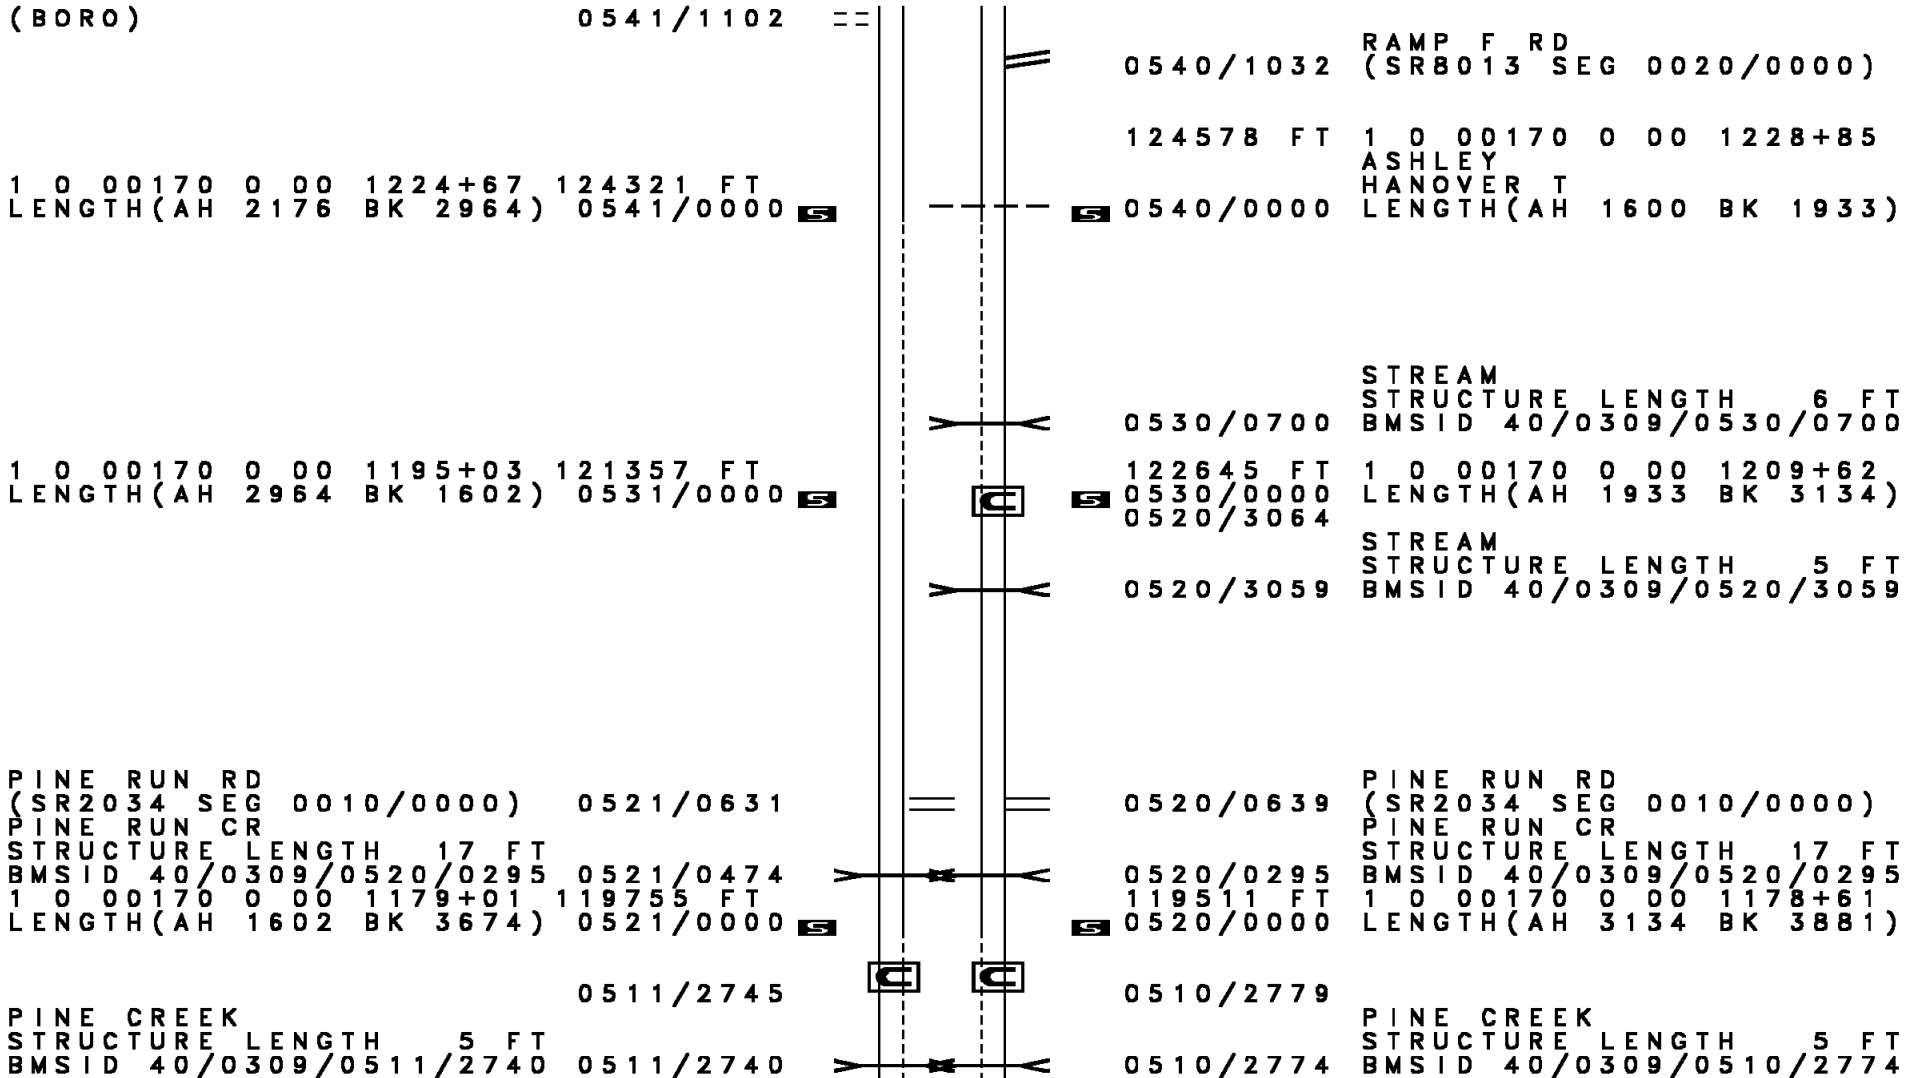 (BORO) 0541/1102
RAMP F RD
0540/1032 (SR8013 SEG 0020/0000)
124578 FT 1 0 00170 0 00 1228+85
ASHLEY
1 0 00170 0 00 1224+67 124321 FT HANOVER T
LENGTH(AH 2176 BK 2964) 0541/0000 S S 0540/0000 LENGTH(AH 1600 BK 1933)
STREAM
STRUCTURE LENGTH 6 FT
0530/0700 BMSID 40/0309/0530/0700
1 0 00170 0 00 1195+03 121357 FT 122645 FT 1 0 00170 0 00 1209+62
LENGTH(AH 2964 BK 1602) 0531/0000 S C S 0530/0000 LENGTH(AH 1933 BK 3134)
0520/3064
STREAM
STRUCTURE LENGTH 5 FT
0520/3059 BMSID 40/0309/0520/3059
PINE RUN RD PINE RUN RD
(SR2034 SEG 0010/0000) 0521/0631 0520/0639 (SR2034 SEG 0010/0000)
PINE RUN CR PINE RUN CR
STRUCTURE LENGTH 17 FT STRUCTURE LENGTH 17 FT
BMSID 40/0309/0520/0295 0521/0474 0520/0295 BMSID 40/0309/0520/0295
1 0 00170 0 00 1179+01 119755 FT 119511 FT 1 0 00170 0 00 1178+61
LENGTH(AH 1602 BK 3674) 0521/0000 S S 0520/0000 LENGTH(AH 3134 BK 3881)
C C
0511/2745 0510/2779
PINE CREEK PINE CREEK
STRUCTURE LENGTH 5 FT STRUCTURE LENGTH 5 FT
BMSID 40/0309/0511/2740 0511/2740 0510/2774 BMSID 40/0309/0510/2774